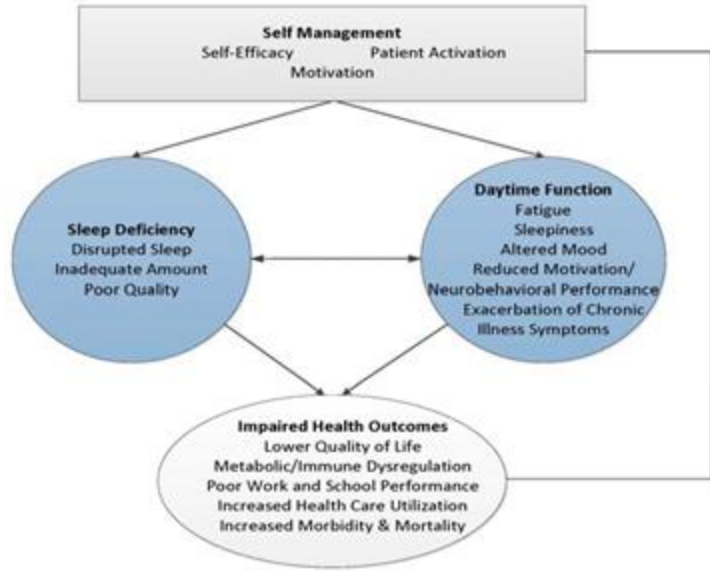 Self Management
Self-Efficacy Patient Activation
Motivation
Sleep Deficiency
Disrupted Sleep
Inadequate Amount
Poor Quality
Daytime Function
Fatigue
Sleepiness
Altered Mood
Reduced Motivation/
Neurobehavioral Performance
Exacerbation of Chronic
Illness Symptoms
Impaired Health Outcomes
Lower Quality of Life
Metabolic/Immune Dysregulation
Poor Work and School Performance
Increased Health Care Utilization
Increased Morbidity & Mortality